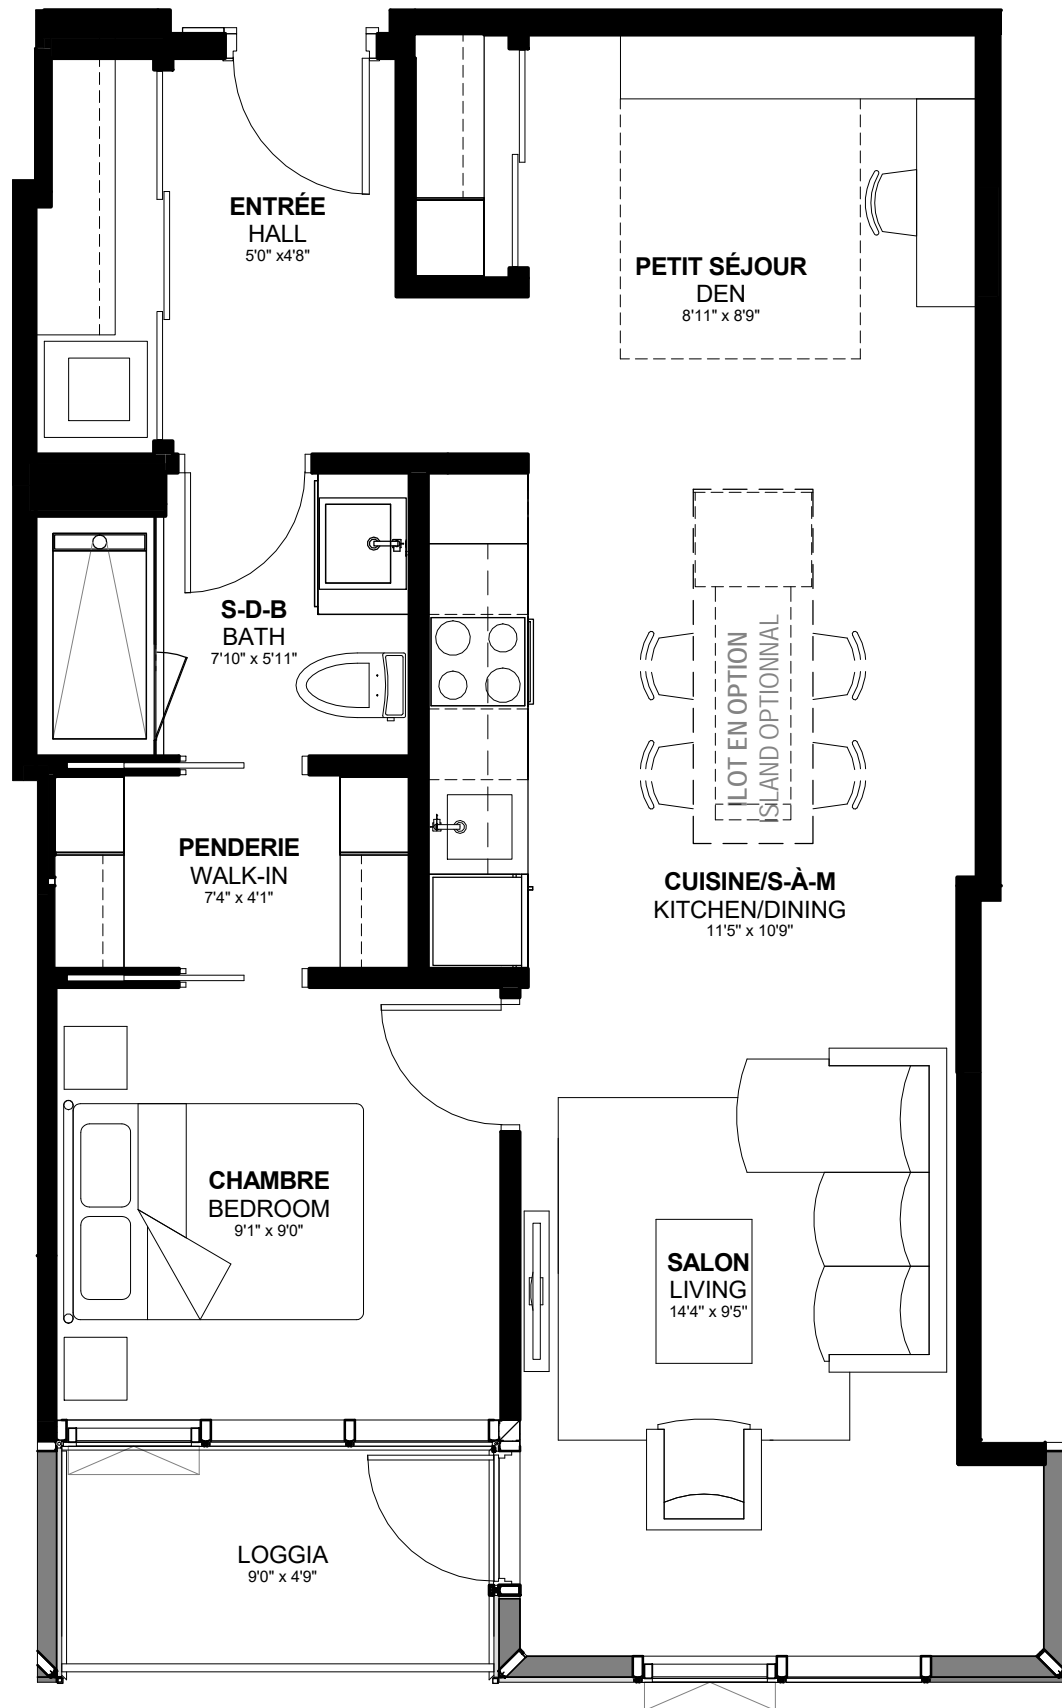 ENTRÉE
HALL
5'0" x4'8"
PETIT SÉJOUR
DEN
8'11" x 8'9"
S-D-B
BATH
7'10" x 5'11"
ILOT EN OPTION
ISLAND OPTIONNAL
PENDERIE
WALK-IN
7'4" x 4'1"
CUISINE/S-À-M
KITCHEN/DINING
11'5" x 10'9"
CHAMBRE
BEDROOM
9'1" x 9'0"
SALON
LIVING
14'4" x 9'5"
LOGGIA
9'0" x 4'9"